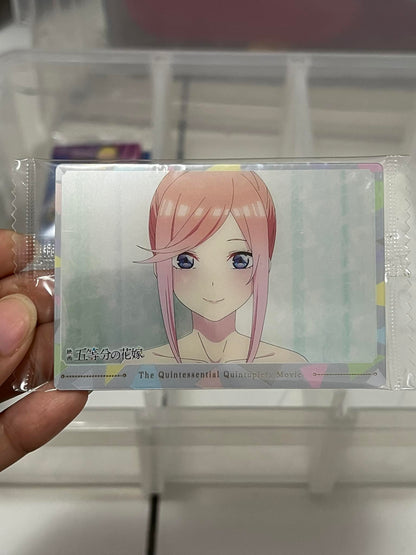 映画 五等分の花嫁
The Quintessential Quintuplets Movie